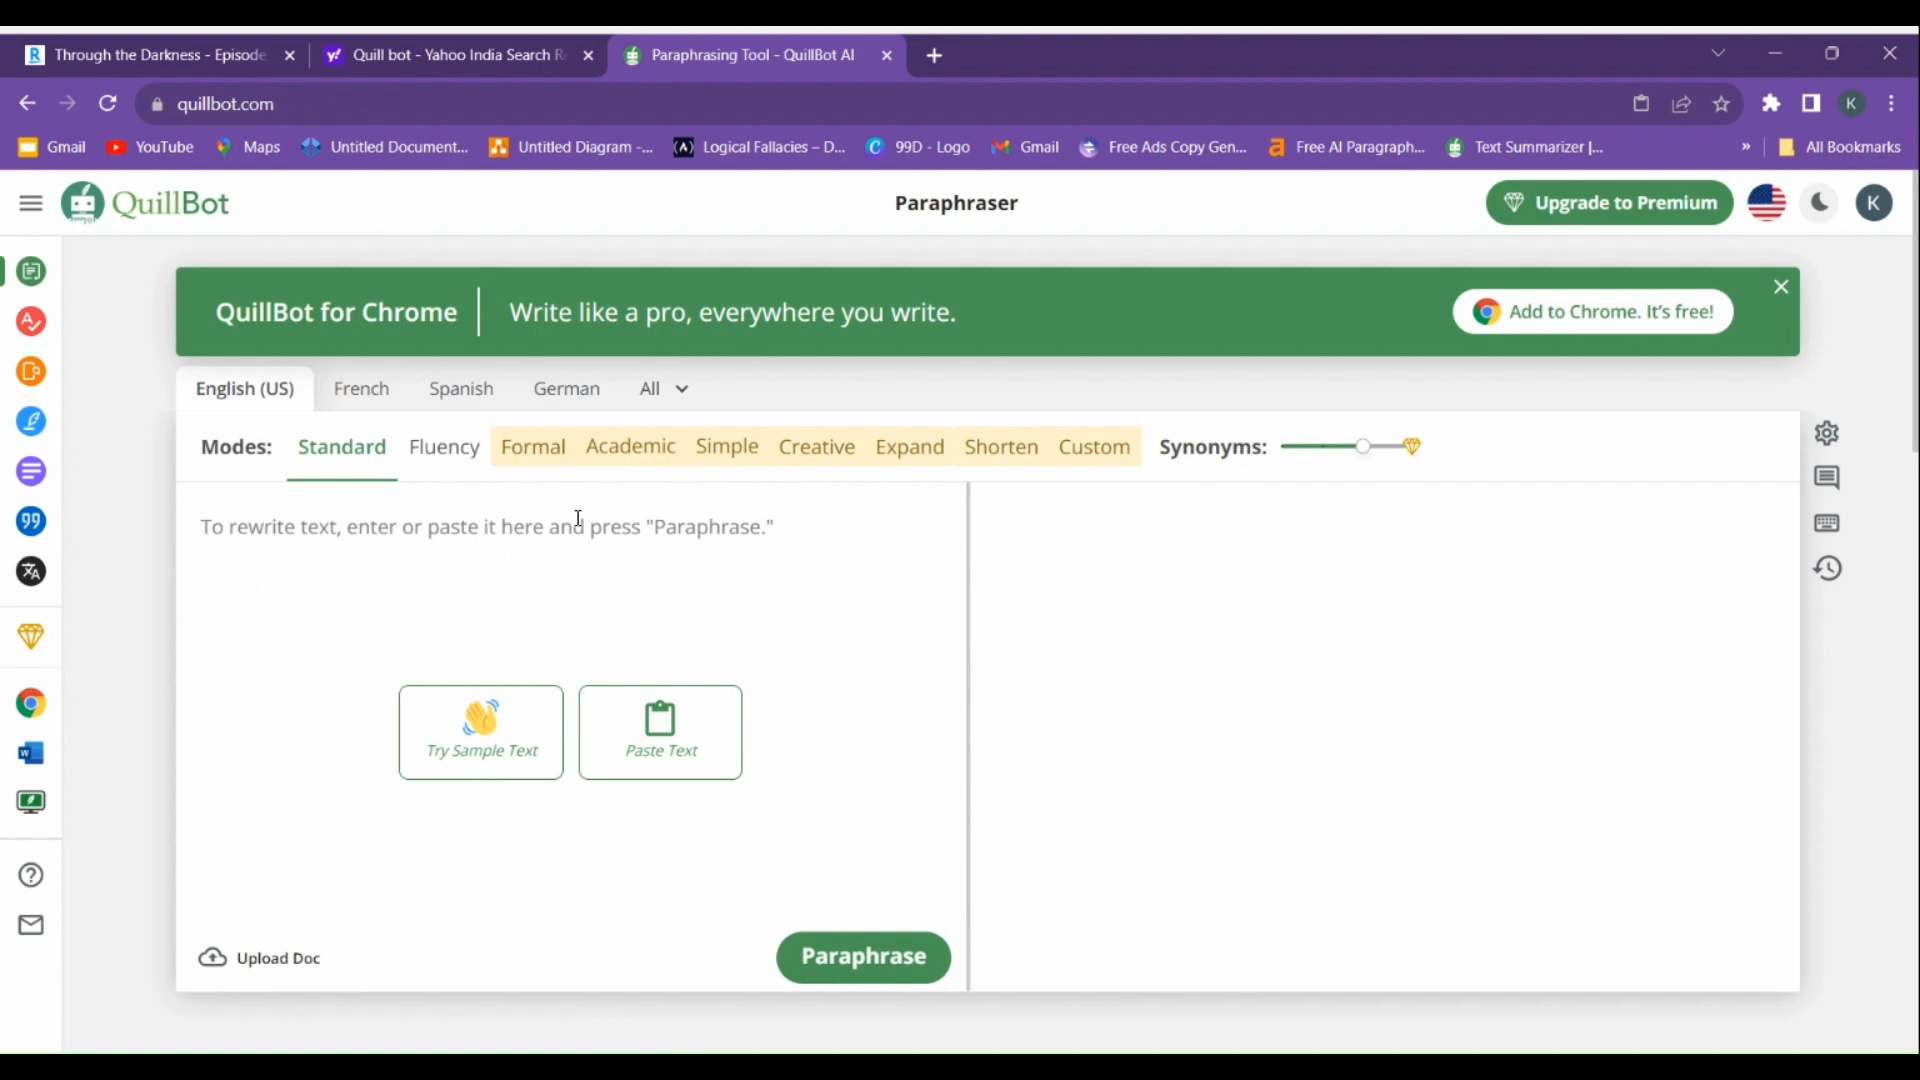 Through the Darkness - Episode
Quill bot - Yahoo India Search R
Paraphrasing Tool - QuillBot AI
quillbot.com
K
Gmail
YouTube
Maps
Untitled Document...
Untitled Diagram -...
Logical Fallacies – D...
99D - Logo
Gmail
Free Ads Copy Gen...
Free AI Paragraph...
Text Summarizer |...
»
All Bookmarks
QuillBot
Paraphraser
Upgrade to Premium
K
QuillBot for Chrome
Write like a pro, everywhere you write.
Add to Chrome. It's free!
English (US)
French
Spanish
German
All
Modes:
Standard
Fluency
Formal
Academic
Simple
Creative
Expand
Shorten
Custom
Synonyms:
To rewrite text, enter or paste it here and press "Paraphrase."
Try Sample Text
Paste Text
Upload Doc
Paraphrase